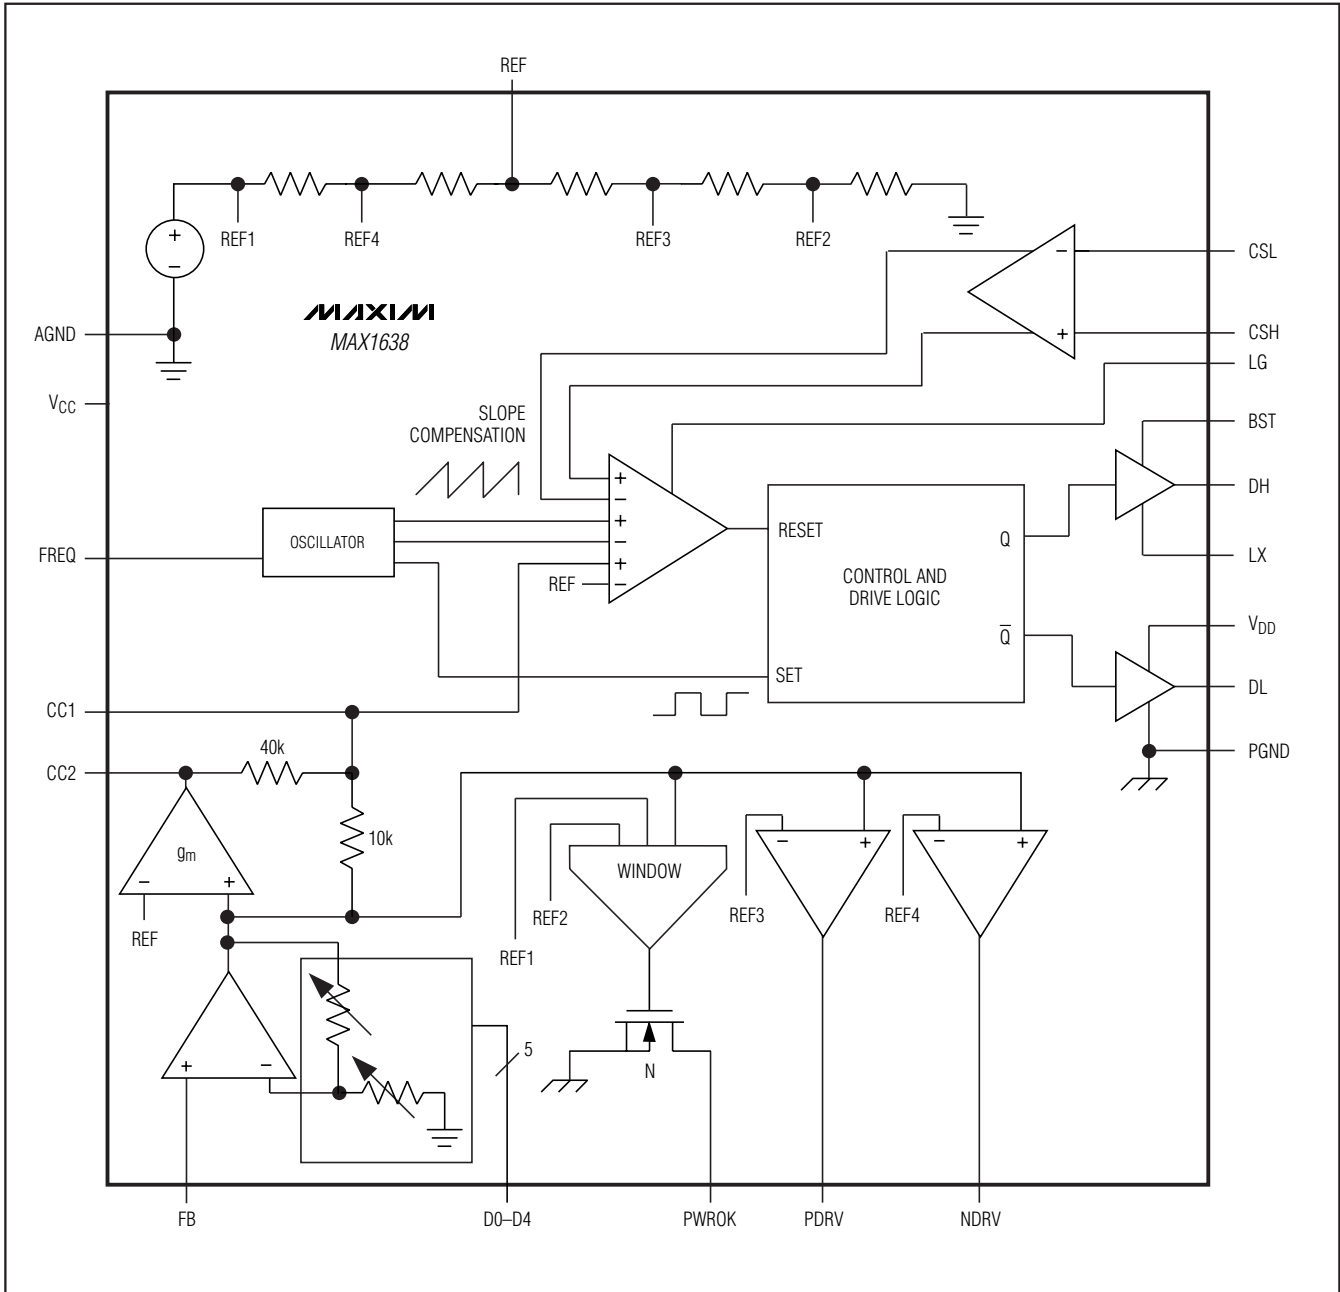 REF
REF1
REF4
REF3
REF2
+
−
AGND
MAXIM
MAX1638
VCC
−
CSL
+
CSH
LG
BST
SLOPE
COMPENSATION
+
−
+
−
+
REF
−
OSCILLATOR
FREQ
RESET
Q
CONTROL AND
DRIVE LOGIC
Q̅
SET
DH
LX
VDD
DL
PGND
CC1
CC2
40k
10k
gm
−
+
REF
WINDOW
REF2
REF1
−
+
REF3
−
+
REF4
+
−
5
N
FB
D0–D4
PWROK
PDRV
NDRV